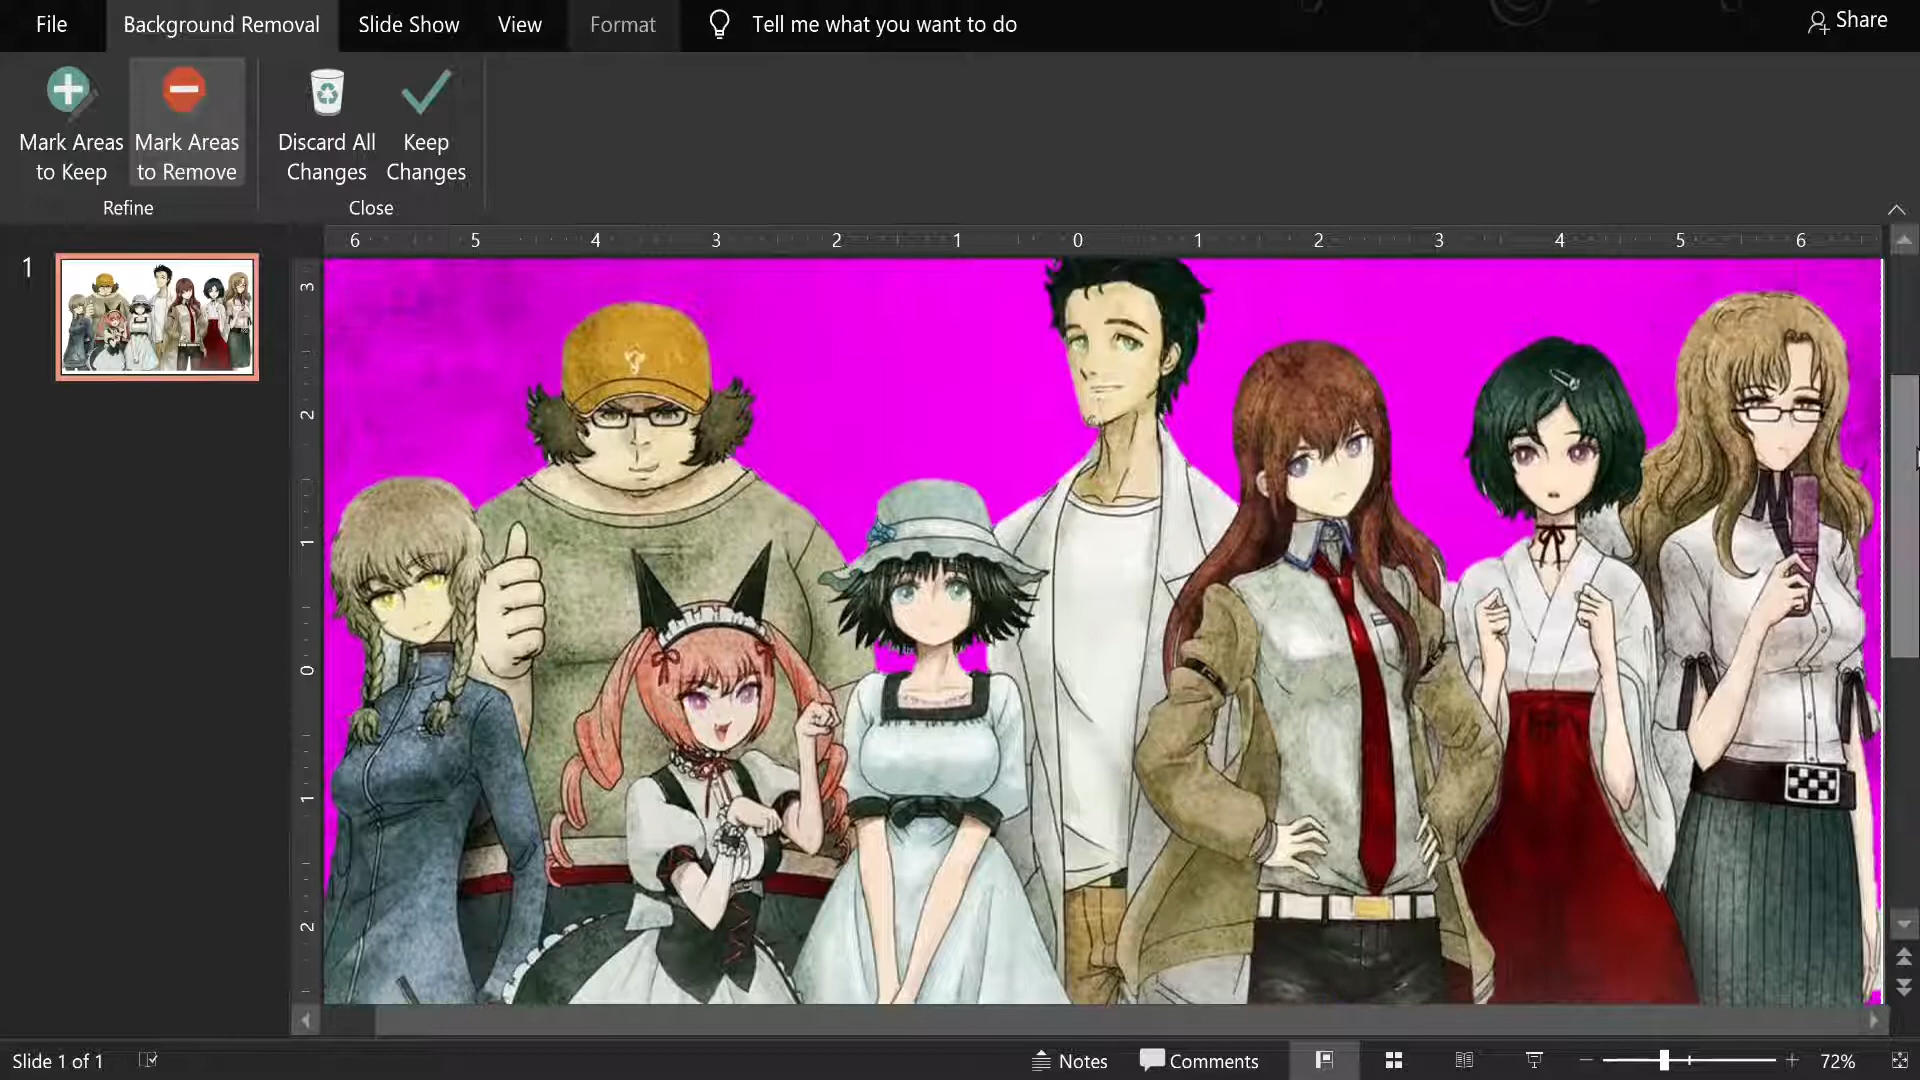 File Background Removal Slide Show View Format Tell me what you want to do Share
Mark Areas to Keep
Mark Areas to Remove
Discard All Changes
Keep Changes
Refine
Close
6 5 4 3 2 1 0 1 2 3 4 5 6
1
3
2
1
0
1
2
Slide 1 of 1 Notes Comments 72%